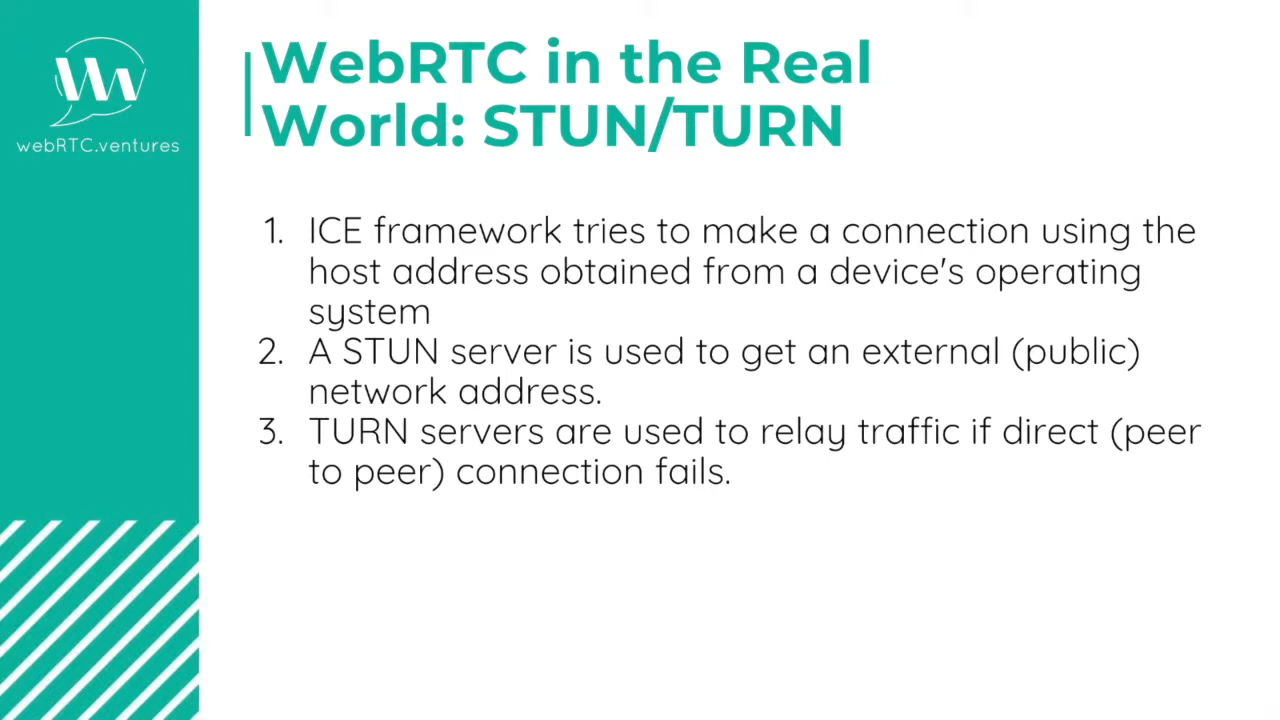 webRTC.ventures
WebRTC in the Real
World: STUN/TURN
1. ICE framework tries to make a connection using the
host address obtained from a device's operating
system
2. A STUN server is used to get an external (public)
network address.
3. TURN servers are used to relay traffic if direct (peer
to peer) connection fails.